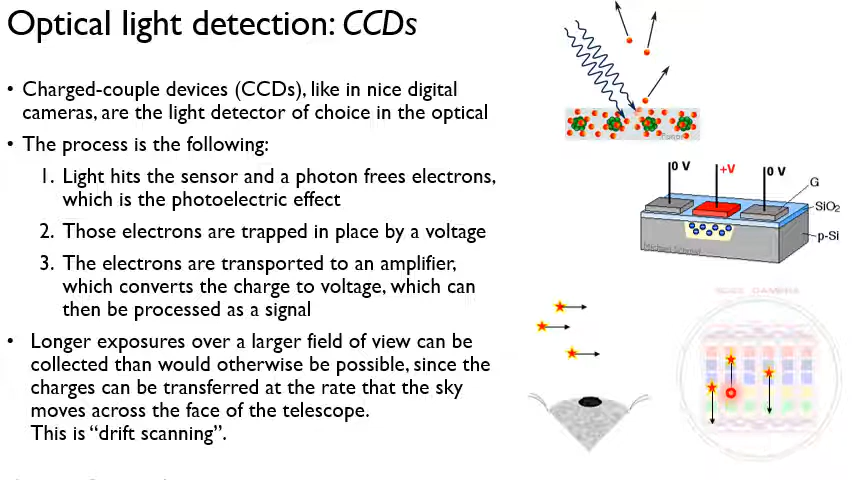 Optical light detection: CCDs
• Charged-couple devices (CCDs), like in nice digital
cameras, are the light detector of choice in the optical
• The process is the following:
1. Light hits the sensor and a photon frees electrons,
which is the photoelectric effect
2. Those electrons are trapped in place by a voltage
3. The electrons are transported to an amplifier,
which converts the charge to voltage, which can
then be processed as a signal
• Longer exposures over a larger field of view can be
collected than would otherwise be possible, since the
charges can be transferred at the rate that the sky
moves across the face of the telescope.
This is “drift scanning”.
0 V
+V
0 V
G
SiO2
p-Si
Michael Schmid